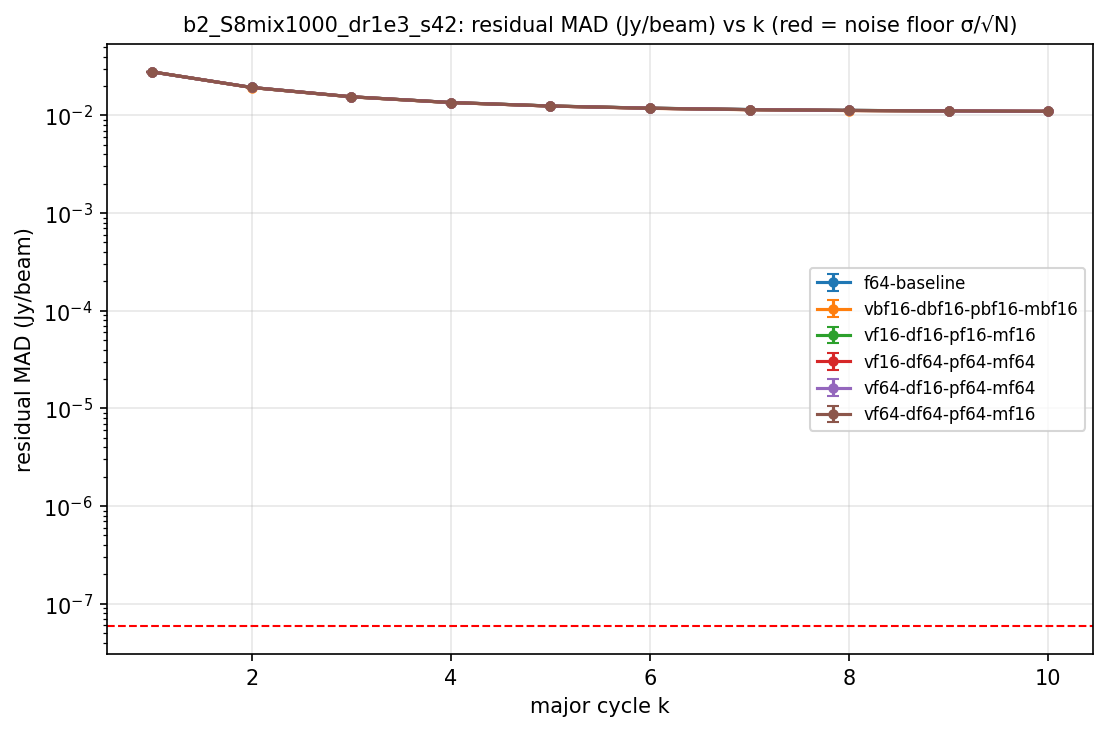 b2_S8mix1000_dr1e3_s42: residual MAD (Jy/beam) vs k (red = noise floor σ/√N)
residual MAD (Jy/beam)
10⁻²
10⁻³
10⁻⁴
10⁻⁵
10⁻⁶
10⁻⁷
f64-baseline
vbf16-dbf16-pbf16-mbf16
vf16-df16-pf16-mf16
vf16-df64-pf64-mf64
vf64-df16-pf64-mf64
vf64-df64-pf64-mf16
2 4 6 8 10
major cycle k